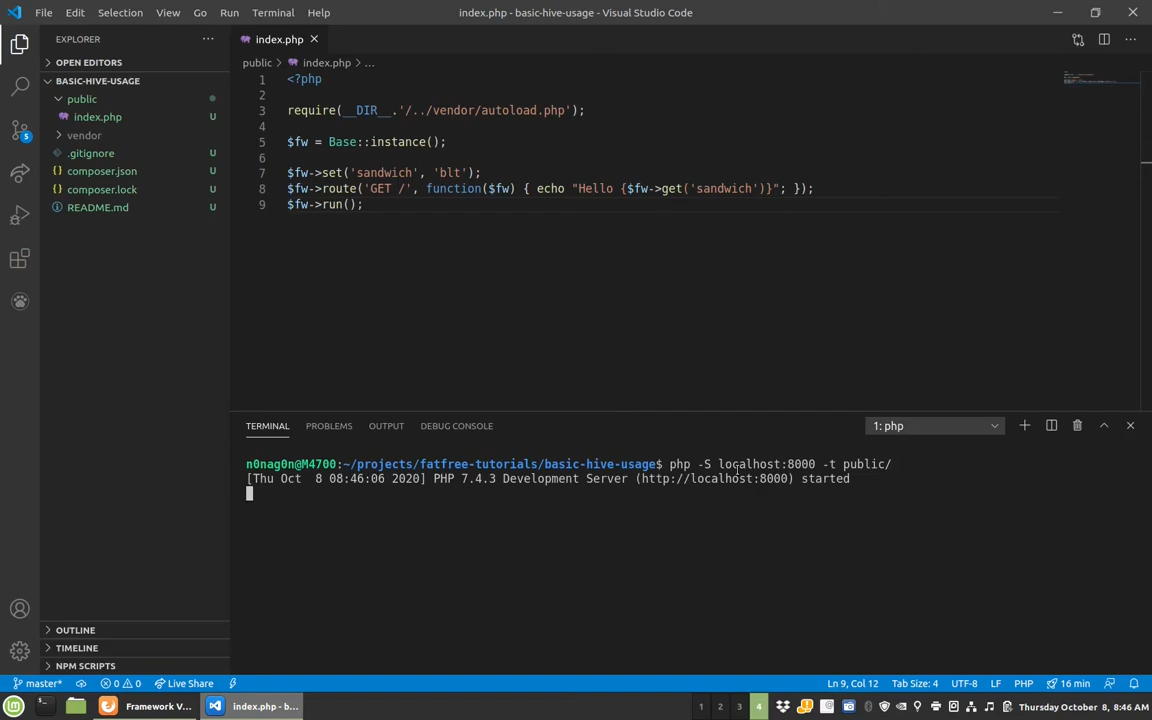 File Edit Selection View Go Run Terminal Help
index.php - basic-hive-usage - Visual Studio Code
EXPLORER
OPEN EDITORS
BASIC-HIVE-USAGE
public
index.php U
vendor
.gitignore U
composer.json U
composer.lock U
README.md U
OUTLINE
TIMELINE
NPM SCRIPTS
5
index.php
public > index.php > ...
1 <?php
2
3 require(__DIR__.'/../vendor/autoload.php');
4
5 $fw = Base::instance();
6
7 $fw->set('sandwich', 'blt');
8 $fw->route('GET /', function($fw) { echo "Hello {$fw->get('sandwich')}"; });
9 $fw->run();
TERMINAL PROBLEMS OUTPUT DEBUG CONSOLE
1: php
n0nag0n@M4700:~/projects/fatfree-tutorials/basic-hive-usage$ php -S localhost:8000 -t public/
[Thu Oct  8 08:46:06 2020] PHP 7.4.3 Development Server (http://localhost:8000) started
master* 0 0 Live Share
Ln 9, Col 12 Tab Size: 4 UTF-8 LF PHP 16 min
Framework V... index.php - b...
1 2 3 4
Thursday October 8, 8:46 AM